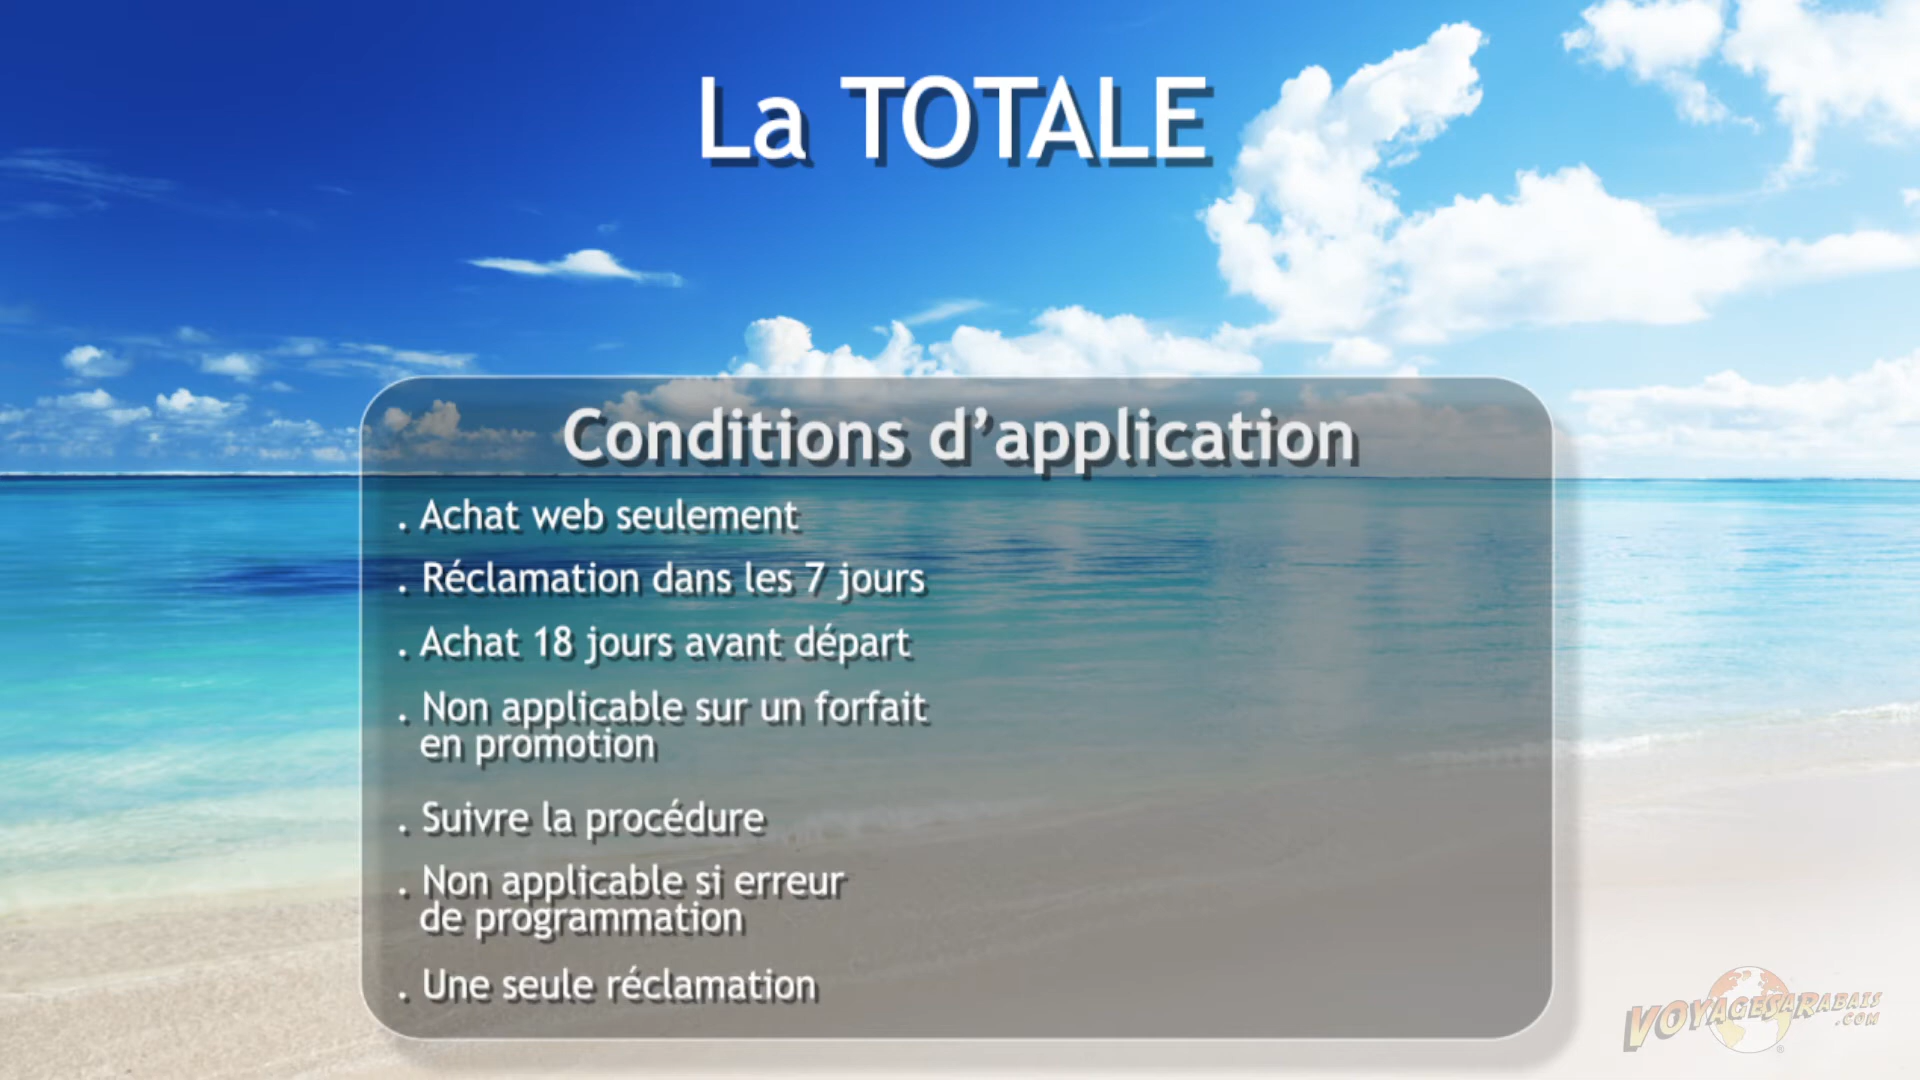 La TOTALE
Conditions d’application
. Achat web seulement
. Réclamation dans les 7 jours
. Achat 18 jours avant départ
. Non applicable sur un forfait
en promotion
. Suivre la procédure
. Non applicable si erreur
de programmation
. Une seule réclamation
VOYAGESARABAIS
.COM
®